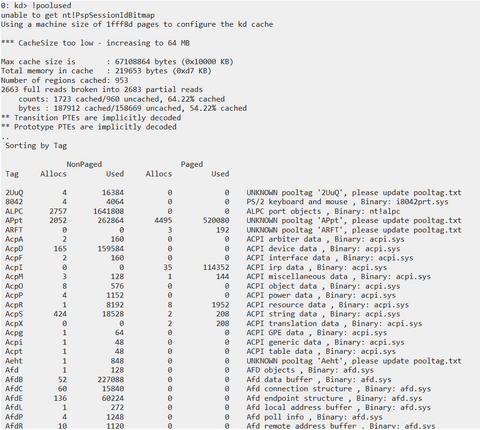 0: kd> !poolused
unable to get nt!PspSessionIdBitmap
Using a machine size of 1fff8d pages to configure the kd cache
*** CacheSize too low - increasing to 64 MB
Max cache size is : 67108864 bytes (0x10000 KB)
Total memory in cache : 219653 bytes (0xd7 KB)
Number of regions cached: 953
2663 full reads broken into 2683 partial reads
counts: 1723 cached/960 uncached, 64.22% cached
bytes : 187912 cached/158669 uncached, 54.22% cached
** Transition PTEs are implicitly decoded
** Prototype PTEs are implicitly decoded
..
Sorting by Tag
NonPaged Paged
Tag Allocs Used Allocs Used
2UuQ 4 16384 0 0 UNKNOWN pooltag '2UuQ', please update pooltag.txt
8042 4 4064 0 0 PS/2 keyboard and mouse , Binary: i8042prt.sys
ALPC 2757 1641808 0 0 ALPC port objects , Binary: nt!alpc
APpt 2052 262864 4495 520080 UNKNOWN pooltag 'APpt', please update pooltag.txt
ARFT 0 0 3 192 UNKNOWN pooltag 'ARFT', please update pooltag.txt
AcpA 2 160 0 0 ACPI arbiter data , Binary: acpi.sys
AcpD 165 159584 0 0 ACPI device data , Binary: acpi.sys
AcpF 2 160 0 0 ACPI interface data , Binary: acpi.sys
AcpI 0 0 35 114352 ACPI irp data , Binary: acpi.sys
AcpM 3 128 1 144 ACPI miscellaneous data , Binary: acpi.sys
AcpO 8 576 0 0 ACPI object data , Binary: acpi.sys
AcpP 4 1152 0 0 ACPI power data , Binary: acpi.sys
AcpR 1 8192 8 1952 ACPI resource data , Binary: acpi.sys
AcpS 424 18528 2 208 ACPI string data , Binary: acpi.sys
AcpX 0 0 2 208 ACPI translation data , Binary: acpi.sys
Acpg 1 64 0 0 ACPI GPE data , Binary: acpi.sys
Acpi 1 48 0 0 ACPI generic data , Binary: acpi.sys
Acpt 1 48 0 0 ACPI table data , Binary: acpi.sys
Aeht 1 848 0 0 UNKNOWN pooltag 'Aeht', please update pooltag.txt
Afd 1 128 0 0 AFD objects , Binary: afd.sys
AfdB 52 227088 0 0 Afd data buffer , Binary: afd.sys
AfdC 60 15840 0 0 Afd connection structure , Binary: afd.sys
AfdE 136 60224 0 0 Afd endpoint structure , Binary: afd.sys
AfdL 1 272 0 0 Afd local address buffer , Binary: afd.sys
AfdP 4 1248 0 0 Afd poll info , Binary: afd.sys
AfdR 10 1120 0 0 Afd remote address buffer , Binary: afd.sys